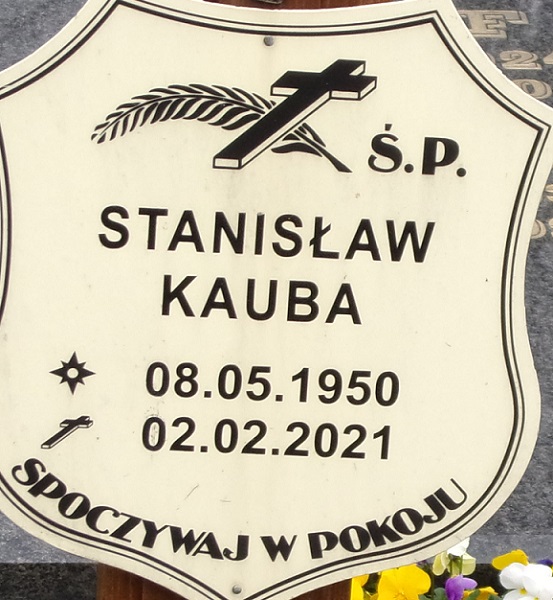 Ś.P.
STANISŁAW
KAUBA
08.05.1950
02.02.2021
SPOCZYWAJ W POKOJU